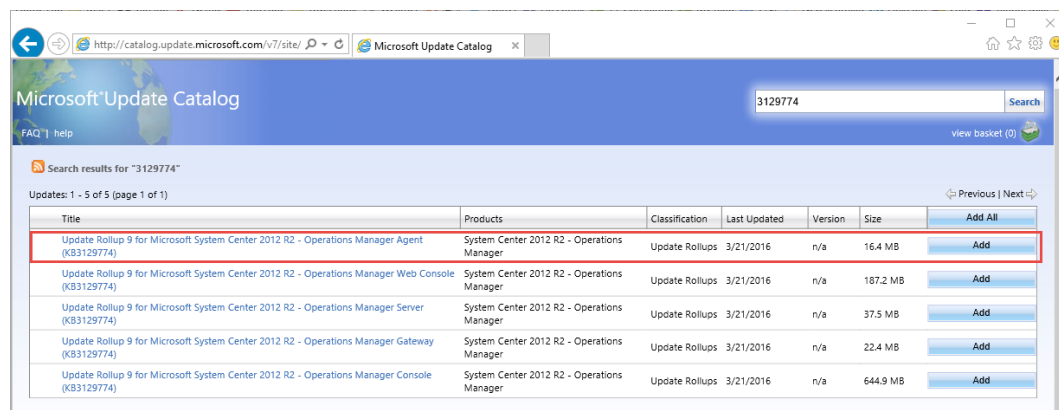 http://catalog.update.microsoft.com/v7/site/
Microsoft Update Catalog
Microsoft Update Catalog
3129774
Search
FAQ | help
view basket (0)
Search results for "3129774"
Updates: 1 - 5 of 5 (page 1 of 1)
Previous | Next
Title Products Classification Last Updated Version Size Add All
Update Rollup 9 for Microsoft System Center 2012 R2 - Operations Manager Agent System Center 2012 R2 - Operations
(KB3129774) Manager Update Rollups 3/21/2016 n/a 16.4 MB Add
Update Rollup 9 for Microsoft System Center 2012 R2 - Operations Manager Web Console System Center 2012 R2 - Operations
(KB3129774) Manager Update Rollups 3/21/2016 n/a 187.2 MB Add
Update Rollup 9 for Microsoft System Center 2012 R2 - Operations Manager Server System Center 2012 R2 - Operations
(KB3129774) Manager Update Rollups 3/21/2016 n/a 37.5 MB Add
Update Rollup 9 for Microsoft System Center 2012 R2 - Operations Manager Gateway System Center 2012 R2 - Operations
(KB3129774) Manager Update Rollups 3/21/2016 n/a 22.4 MB Add
Update Rollup 9 for Microsoft System Center 2012 R2 - Operations Manager Console System Center 2012 R2 - Operations
(KB3129774) Manager Update Rollups 3/21/2016 n/a 644.9 MB Add